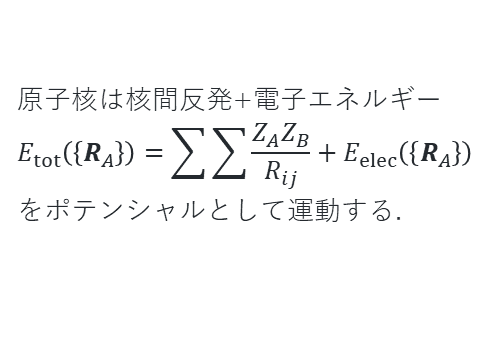 原子核は核間反発+電子エネルギー
E_tot({R_A}) = ∑∑ Z_A Z_B / R_ij + E_elec({R_A})
をポテンシャルとして運動する.